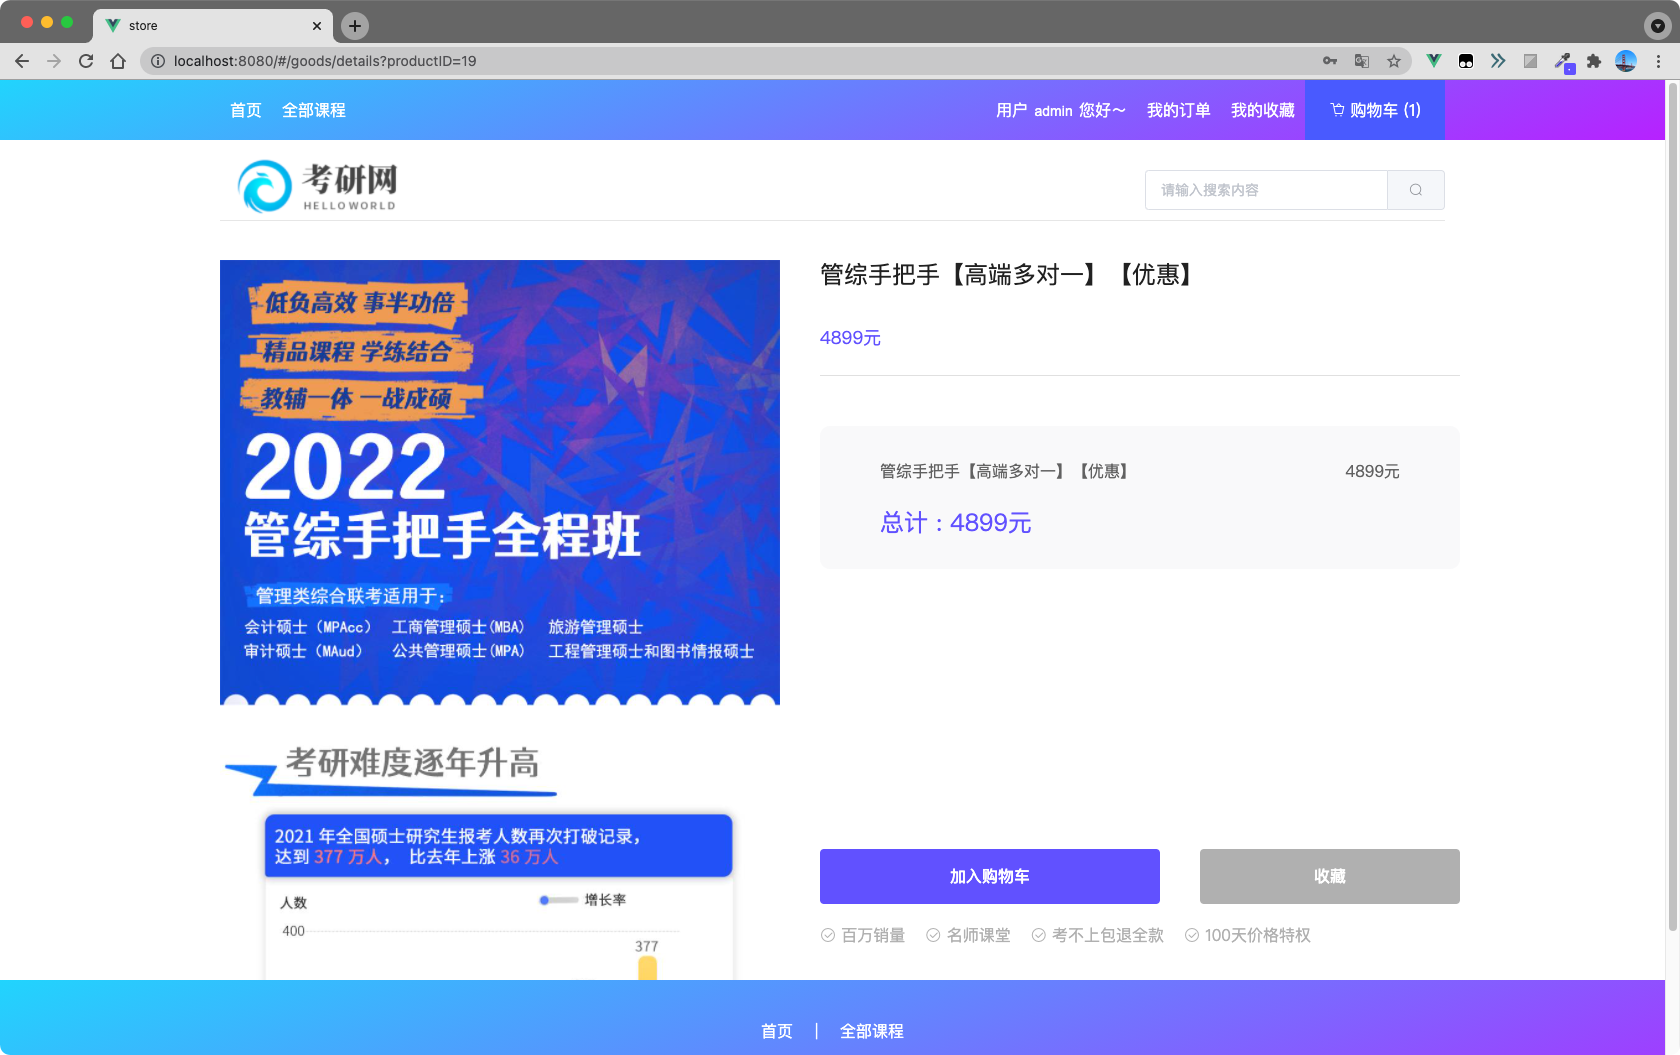 store
localhost:8080/#/goods/details?productID=19
首页 全部课程
用户 admin 您好～ 我的订单 我的收藏 购物车 (1)
考研网
HELLOWORLD
请输入搜索内容
低负高效 事半功倍
精品课程 学练结合
教辅一体 一战成硕
2022
管综手把手全程班
管理类综合联考适用于：
会计硕士（MPAcc） 工商管理硕士(MBA) 旅游管理硕士
审计硕士（MAud） 公共管理硕士(MPA) 工程管理硕士和图书情报硕士
考研难度逐年升高
2021 年全国硕士研究生报考人数再次打破记录，
达到 377 万人， 比去年上涨 36 万人
人数 增长率
400
377
管综手把手【高端多对一】【优惠】
4899元
管综手把手【高端多对一】【优惠】 4899元
总计：4899元
加入购物车 收藏
百万销量 名师课堂 考不上包退全款 100天价格特权
首页 | 全部课程